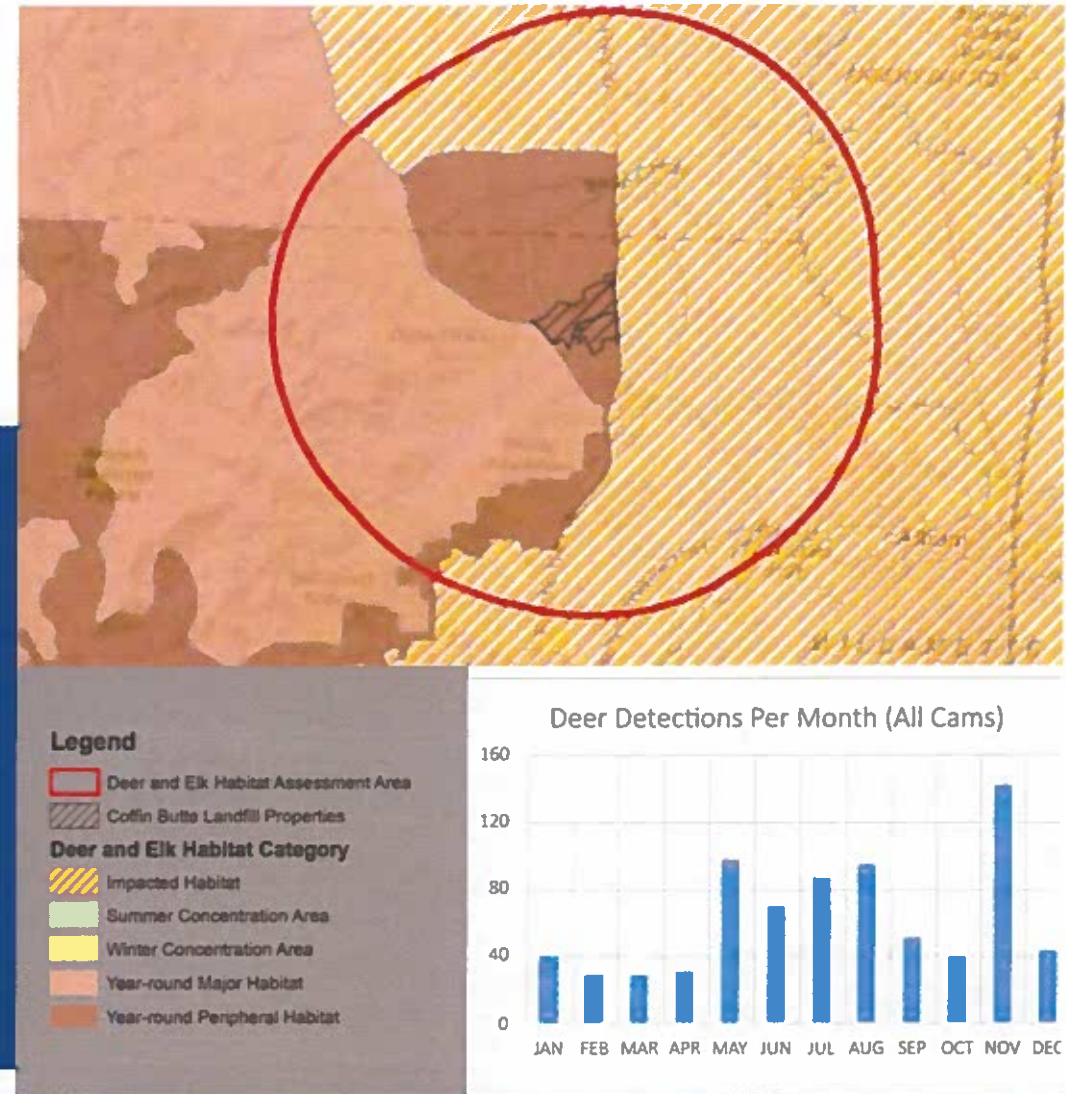 Legend
Deer and Elk Habitat Assessment Area
Coffin Butte Landfill Properties
Deer and Elk Habitat Category
Impacted Habitat
Summer Concentration Area
Winter Concentration Area
Year-round Major Habitat
Year-round Peripheral Habitat
Deer Detections Per Month (All Cams)
160
120
80
40
0
JAN FEB MAR APR MAY JUN JUL AUG SEP OCT NOV DEC